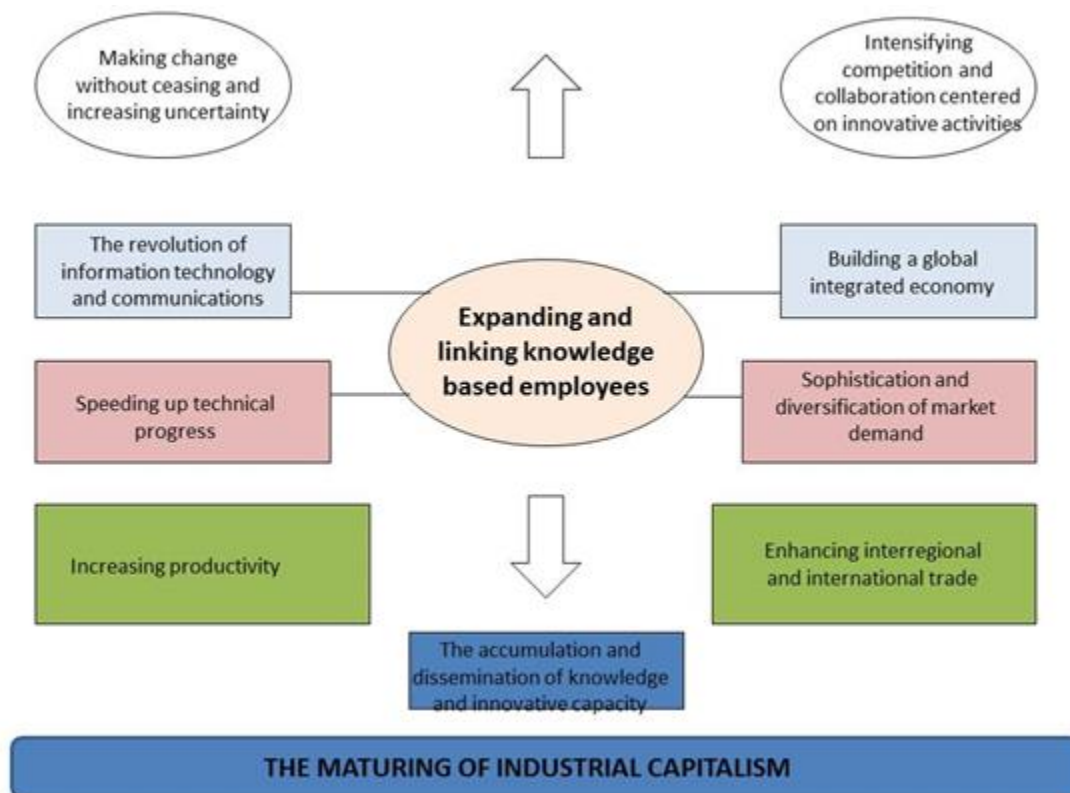 Making change
without ceasing and
increasing uncertainty
Intensifying
competition and
collaboration centered
on innovative activities
The revolution of
information technology
and communications
Building a global
integrated economy
Expanding and
linking knowledge
based employees
Speeding up technical
progress
Sophistication and
diversification of market
demand
Increasing productivity
Enhancing interregional
and international trade
The accumulation and
dissemination of knowledge
and innovative capacity
THE MATURING OF INDUSTRIAL CAPITALISM